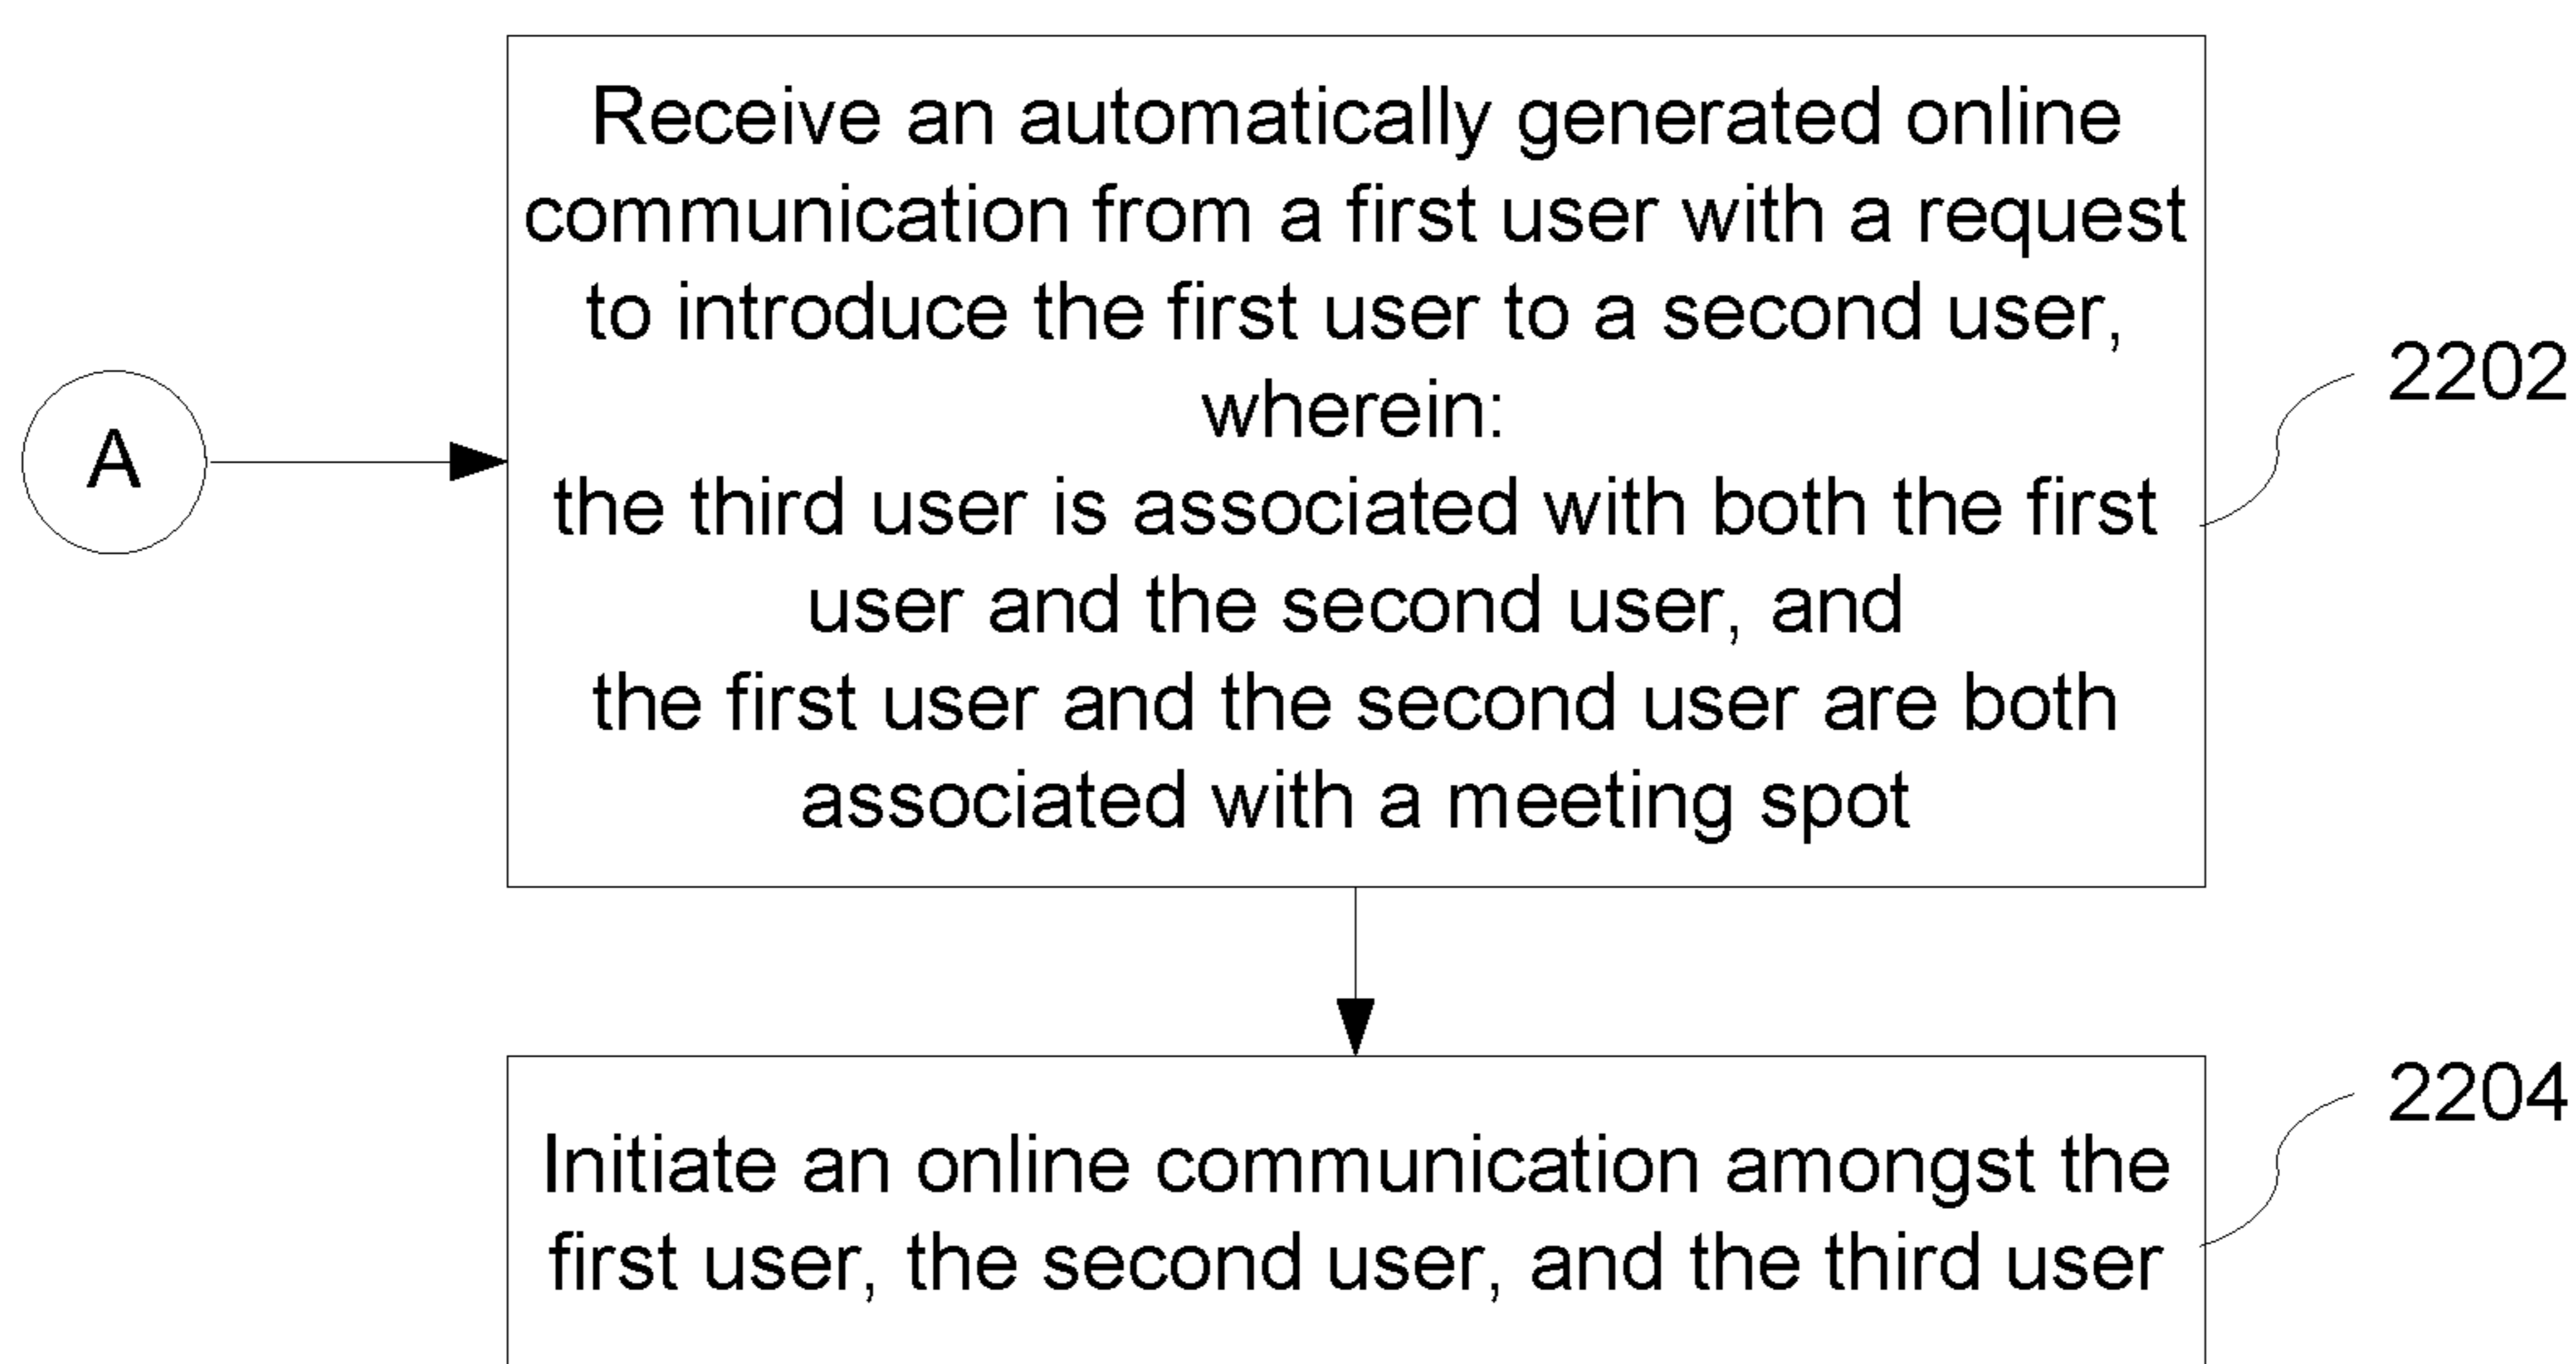 Receive an automatically generated online
communication from a first user with a request
to introduce the first user to a second user,
wherein:
the third user is associated with both the first
user and the second user, and
the first user and the second user are both
associated with a meeting spot
2202
A
Initiate an online communication amongst the
first user, the second user, and the third user
2204